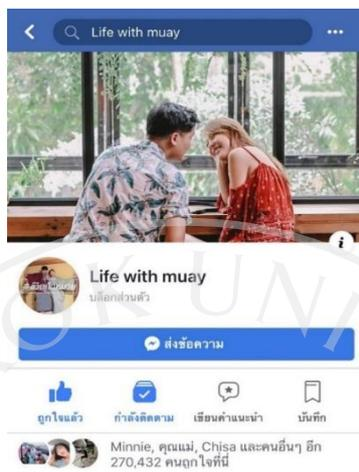 Life with muay
Life with muay
บล็อกส่วนตัว
ส่งข้อความ
ถูกใจแล้ว
กำลังติดตาม
เขียนคำแนะนำ
บันทึก
Minnie, คุณแม่, Chisa และคนอื่นๆ อีก
270,432 คนถูกใจที่นี่